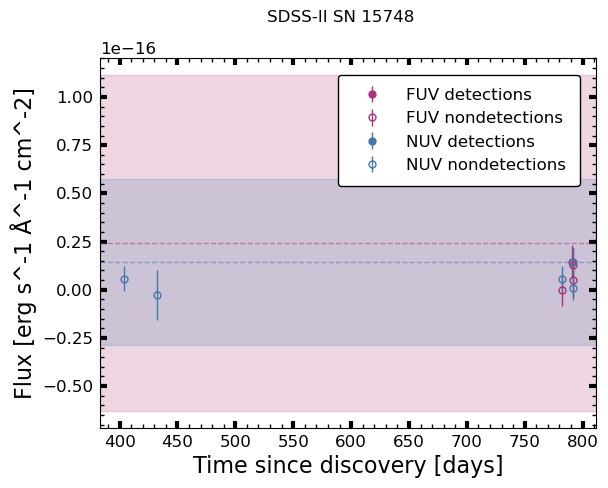 SDSS-II SN 15748
1e−16
FUV detections
FUV nondetections
NUV detections
NUV nondetections
1.00
0.75
0.50
0.25
0.00
−0.25
−0.50
Flux [erg s^-1 Å^-1 cm^-2]
400 450 500 550 600 650 700 750 800
Time since discovery [days]